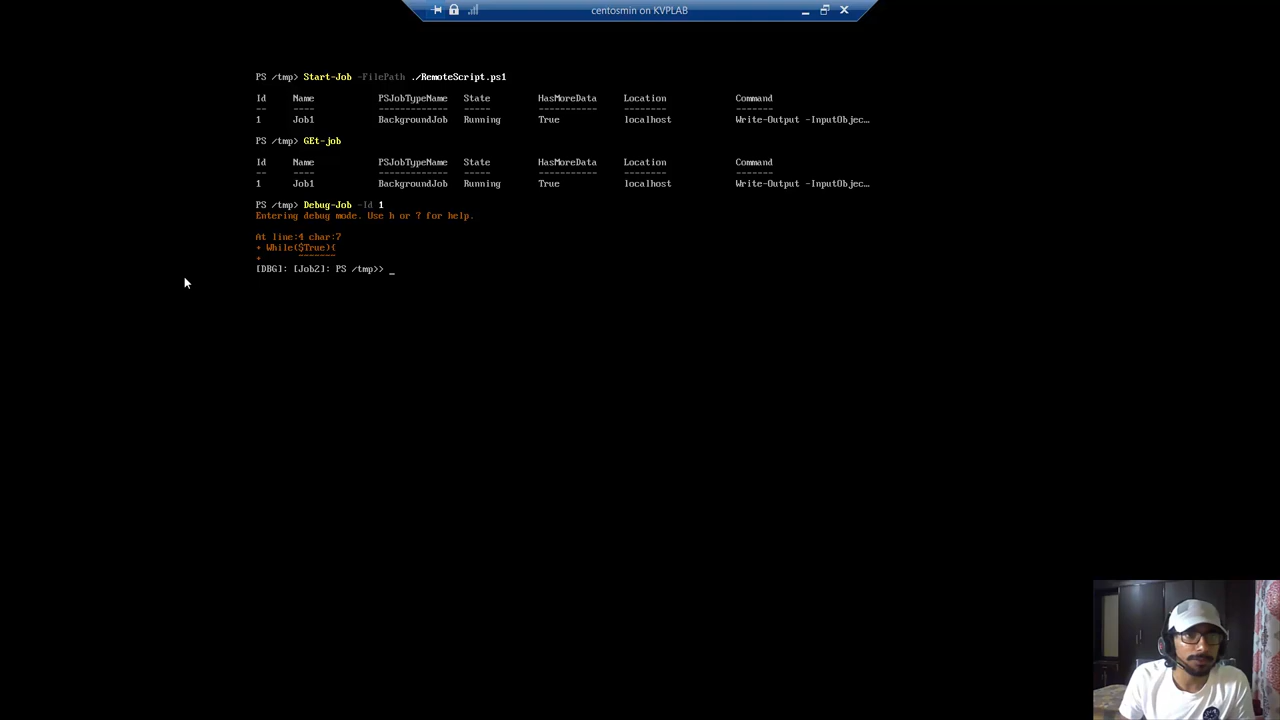 centosmin on KVPLAB
PS /tmp> Start-Job -FilePath ./RemoteScript.ps1
Id Name PSJobTypeName State HasMoreData Location Command
-- ---- ------------- ----- ----------- -------- -------
1 Job1 BackgroundJob Running True localhost Write-Output -InputObjec…
PS /tmp> GEt-job
Id Name PSJobTypeName State HasMoreData Location Command
-- ---- ------------- ----- ----------- -------- -------
1 Job1 BackgroundJob Running True localhost Write-Output -InputObjec…
PS /tmp> Debug-Job -Id 1
Entering debug mode. Use h or ? for help.
At line:4 char:7
+ While($True){
+ ~~~~~~~
[DBG]: [Job2]: PS /tmp>> _